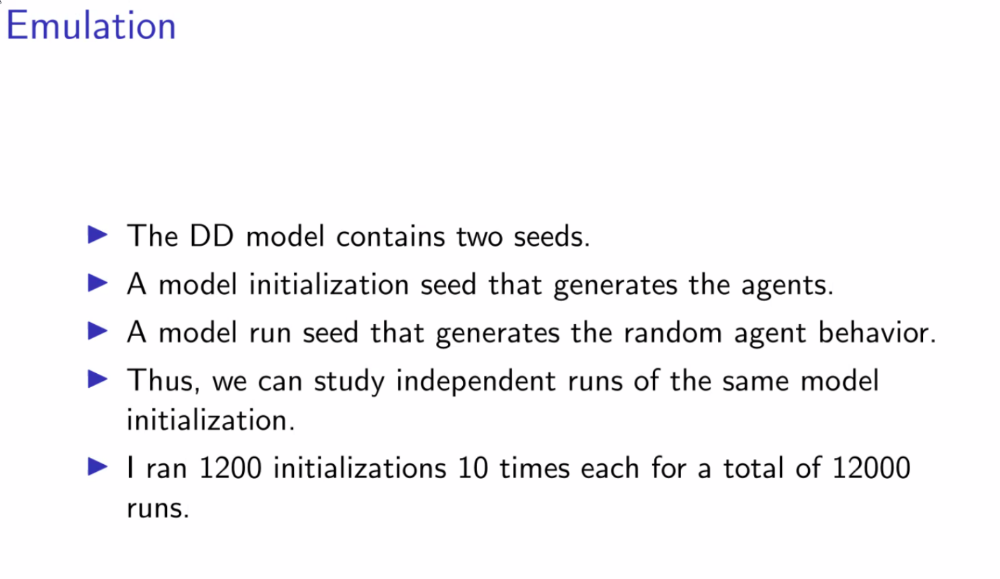 Emulation
The DD model contains two seeds.
A model initialization seed that generates the agents.
A model run seed that generates the random agent behavior.
Thus, we can study independent runs of the same model
initialization.
I ran 1200 initializations 10 times each for a total of 12000
runs.